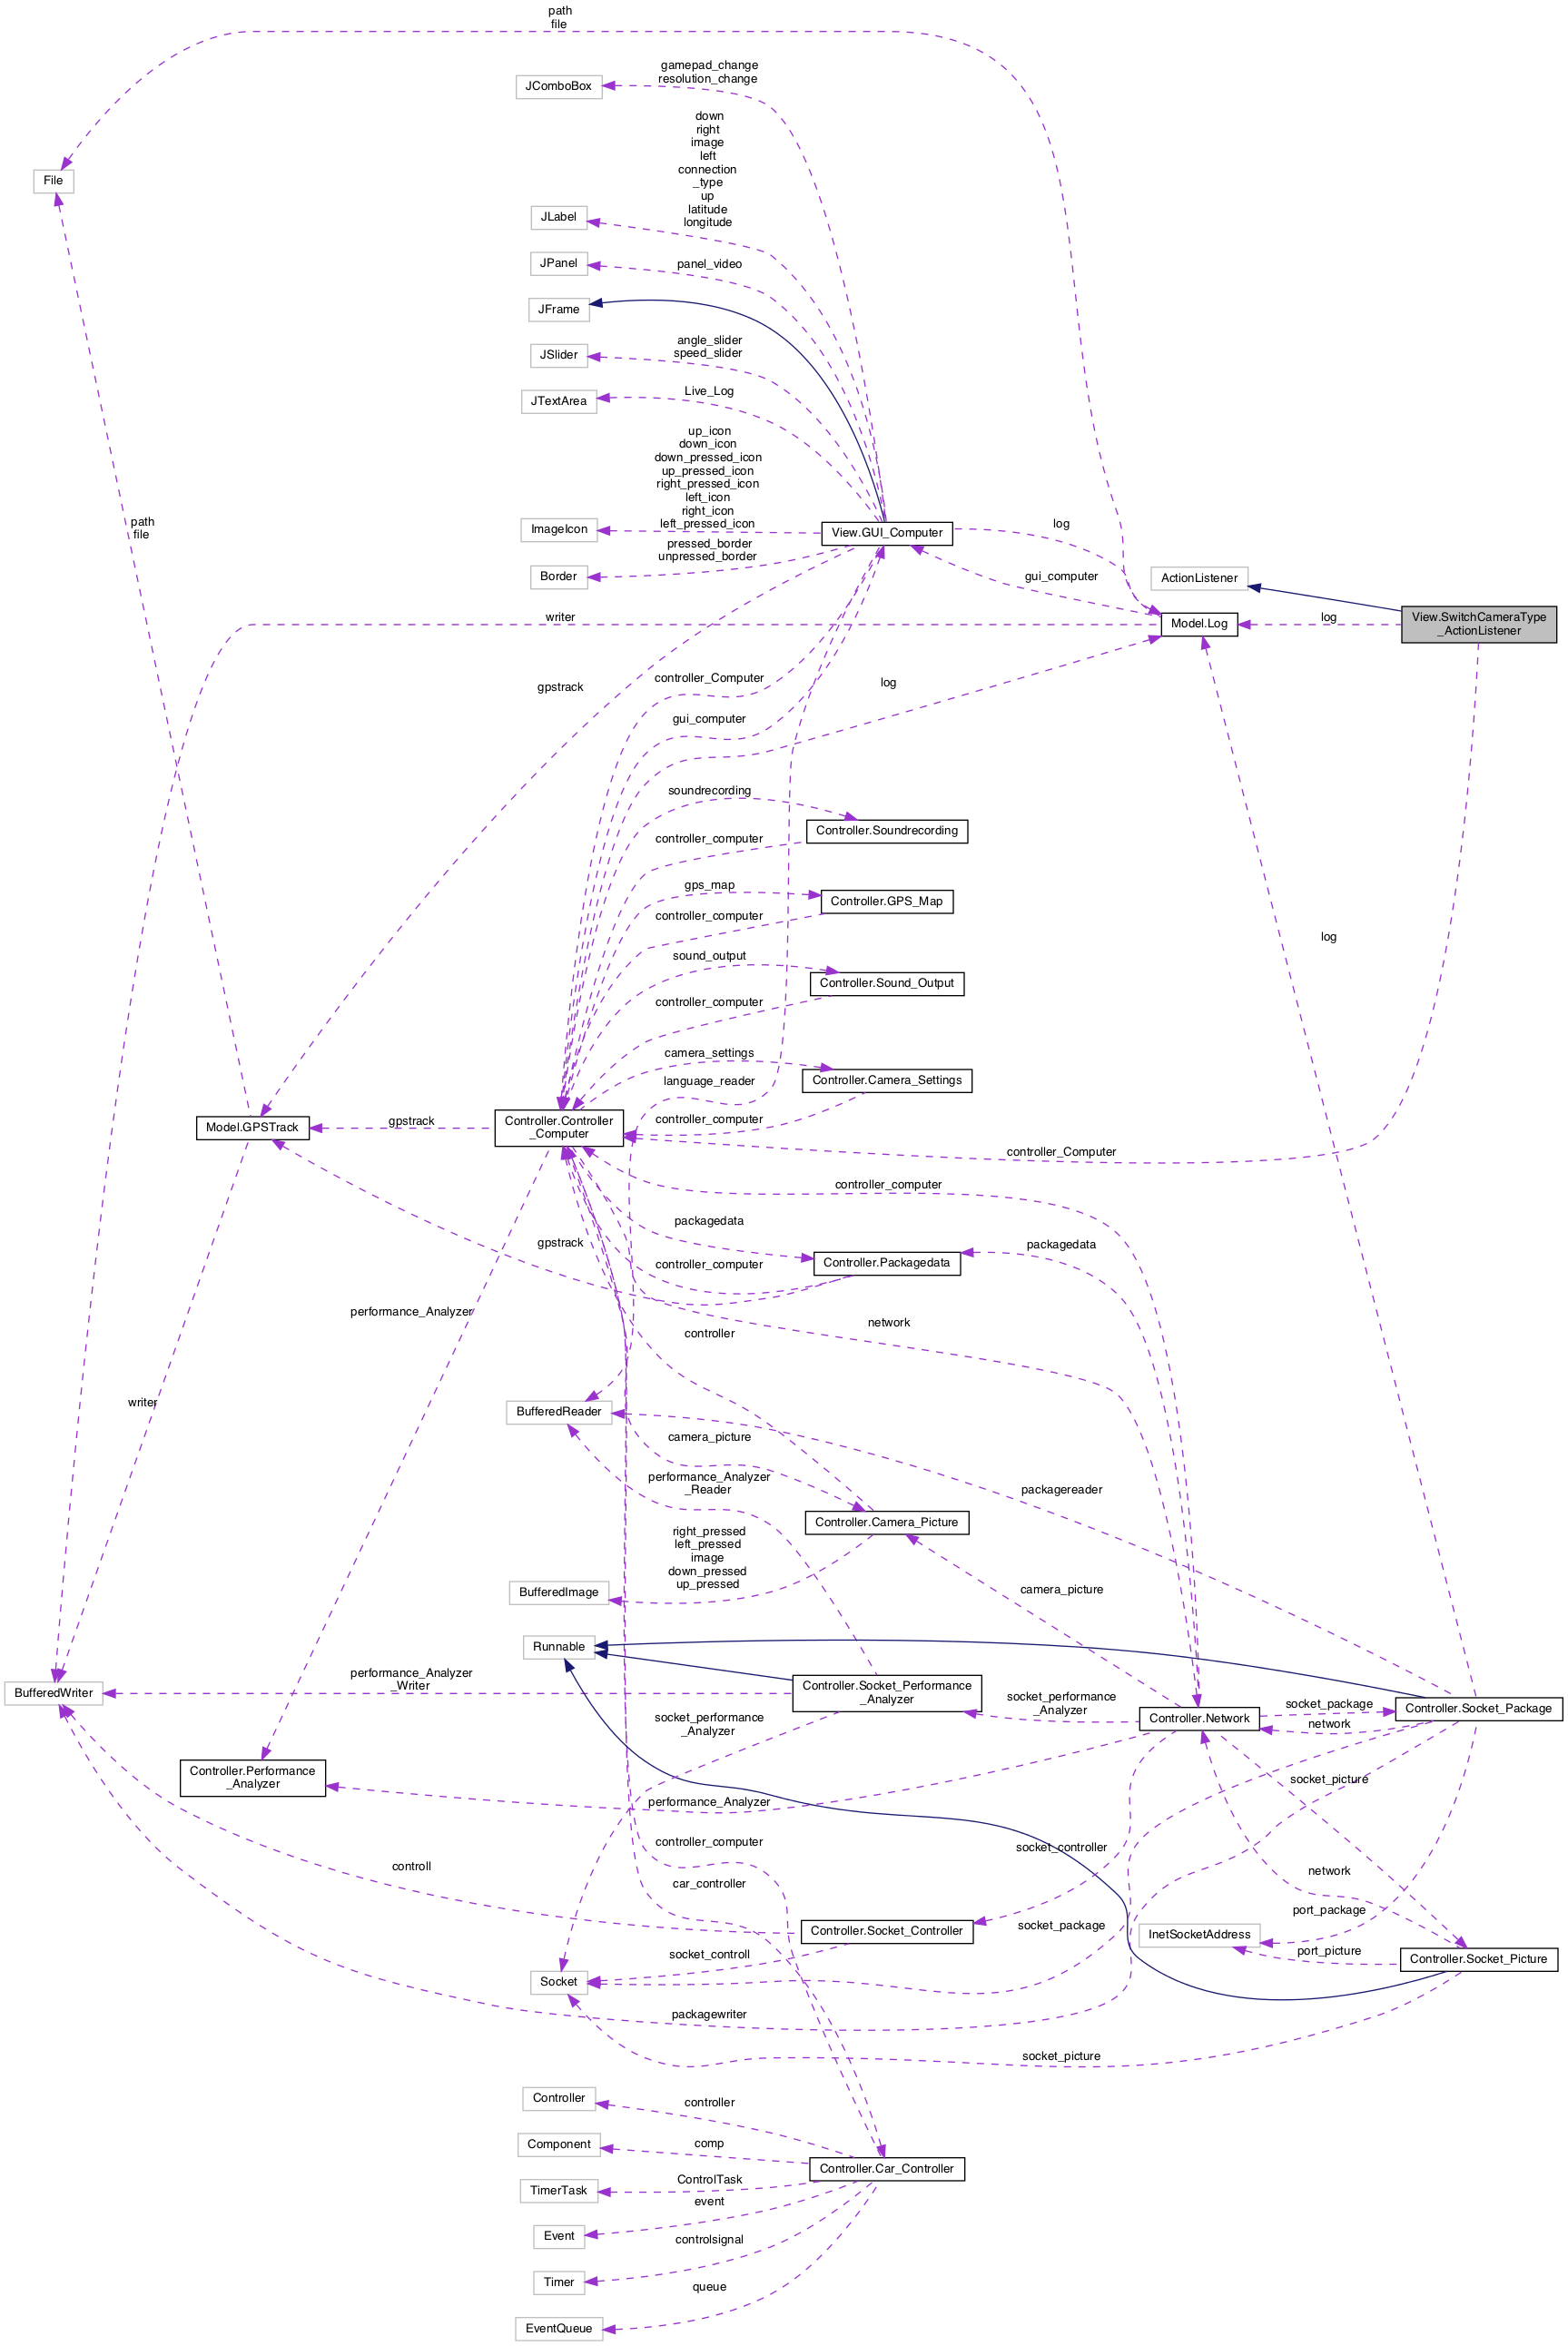 path
file
gamepad_change
resolution_change
JComboBox
down
right
image
left
connection
_type
up
latitude
longitude
File
JLabel
JPanel
panel_video
JFrame
angle_slider
speed_slider
JSlider
Live_Log
JTextArea
up_icon
down_icon
down_pressed_icon
up_pressed_icon
right_pressed_icon
left_icon
right_icon
left_pressed_icon
ImageIcon
View.GUI_Computer
log
path
file
pressed_border
unpressed_border
Border
gui_computer
ActionListener
writer
Model.Log
log
View.SwitchCameraType
_ActionListener
gpstrack
controller_Computer
log
gui_computer
soundrecording
Controller.Soundrecording
controller_computer
gps_map
Controller.GPS_Map
controller_computer
log
sound_output
Controller.Sound_Output
controller_computer
camera_settings
Controller.Camera_Settings
language_reader
Model.GPSTrack
gpstrack
Controller.Controller
_Computer
controller_computer
controller_Computer
controller_computer
packagedata
gpstrack
packagedata
Controller.Packagedata
controller_computer
performance_Analyzer
network
controller
writer
BufferedReader
camera_picture
performance_Analyzer
_Reader
packagereader
Controller.Camera_Picture
right_pressed
left_pressed
image
down_pressed
up_pressed
BufferedImage
camera_picture
Runnable
BufferedWriter
performance_Analyzer
_Writer
Controller.Socket_Performance
_Analyzer
socket_performance
_Analyzer
Controller.Network
socket_package
network
Controller.Socket_Package
socket_performance
_Analyzer
Controller.Performance
_Analyzer
performance_Analyzer
socket_picture
controller_computer
socket_controller
controll
car_controller
network
port_package
Controller.Socket_Controller
socket_package
InetSocketAddress
port_picture
Controller.Socket_Picture
socket_controll
Socket
packagewriter
socket_picture
Controller
controller
Component
comp
Controller.Car_Controller
TimerTask
ControlTask
event
Event
controlsignal
Timer
queue
EventQueue